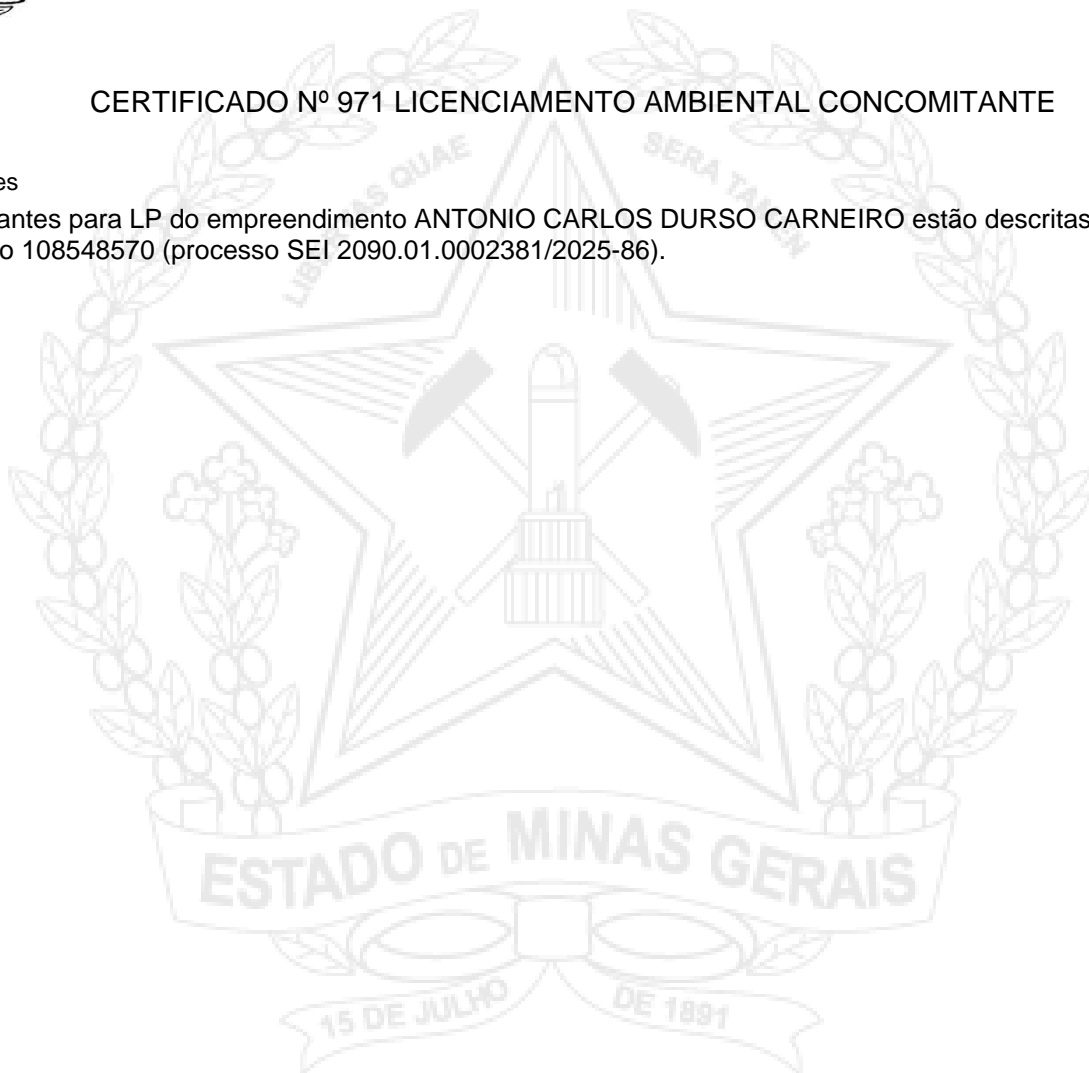 CERTIFICADO Nº 971 LICENCIAMENTO AMBIENTAL CONCOMITANTE
es
antes para LP do empreendimento ANTONIO CARLOS DURSO CARNEIRO estão descritas
o 108548570 (processo SEI 2090.01.0002381/2025-86).
LIBERTAS QUAE SERA TAMEN
ESTADO DE MINAS GERAIS
15 DE JULHO DE 1891